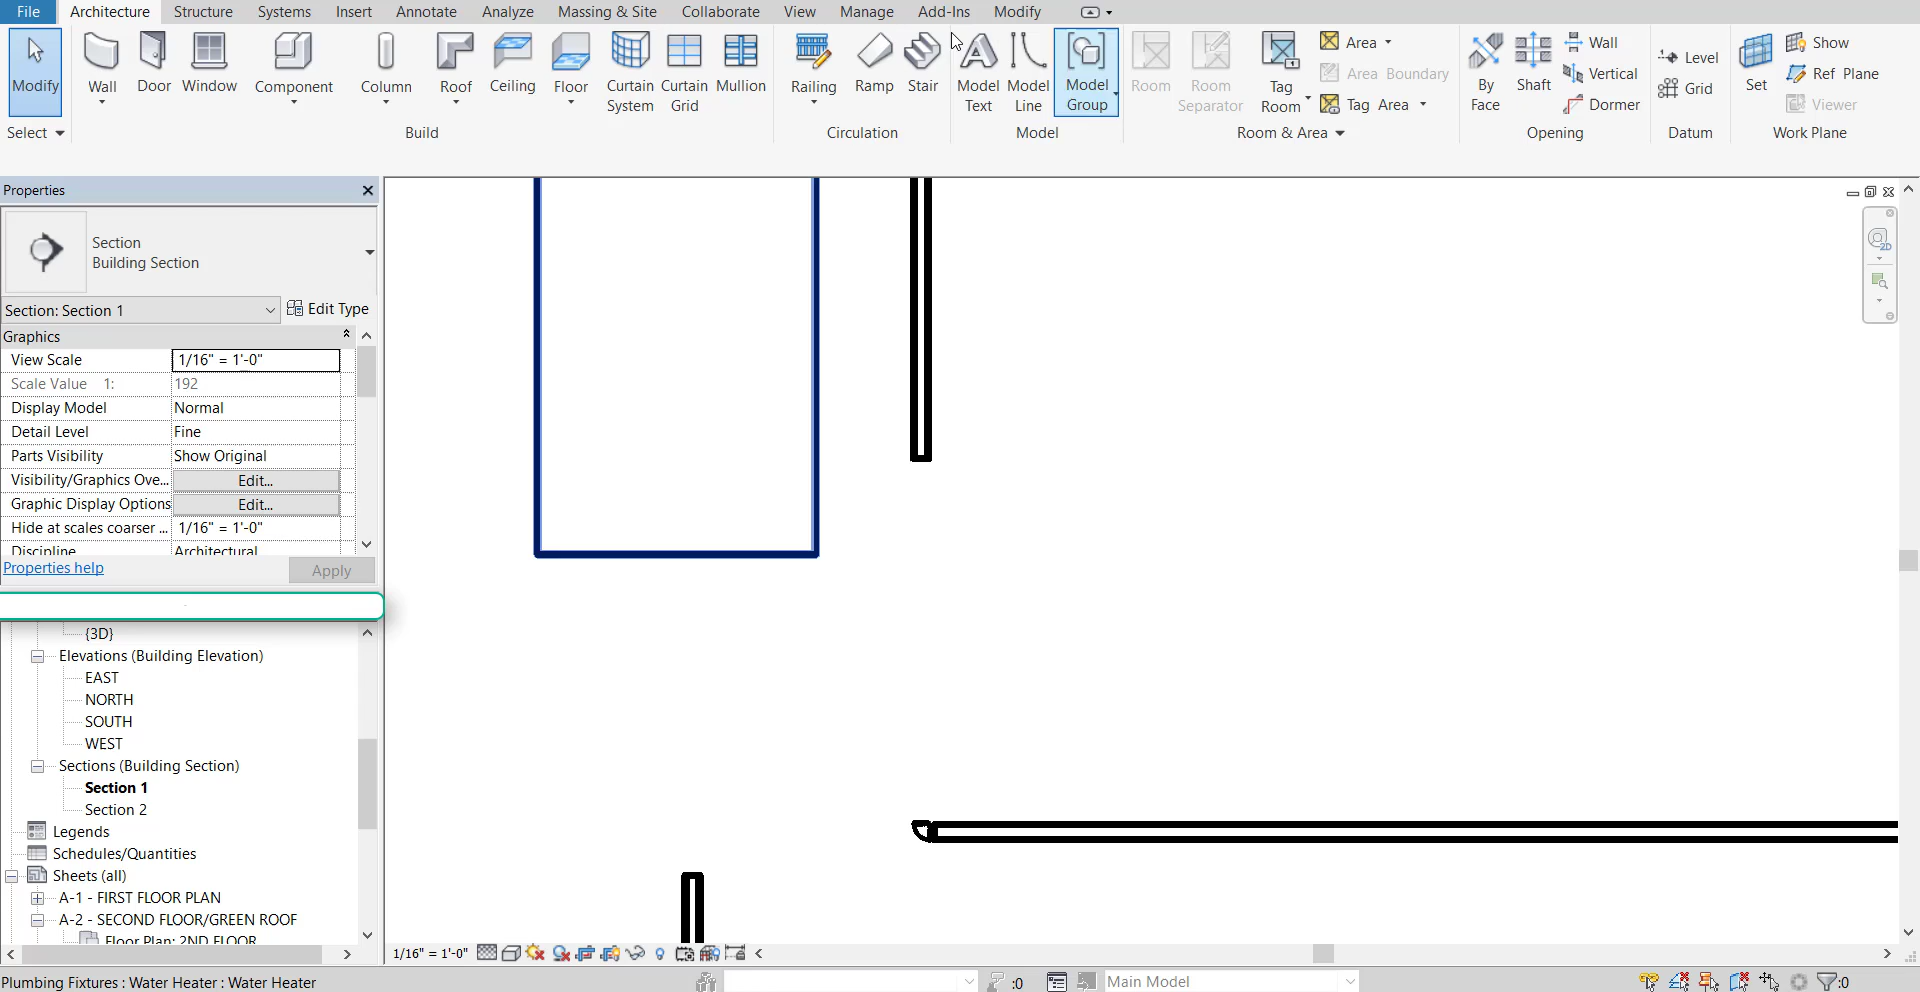 File Architecture Structure Systems Insert Annotate Analyze Massing & Site Collaborate View Manage Add-Ins Modify
Modify Wall Door Window Component Column Roof Ceiling Floor Curtain System Curtain Grid Mullion Railing Ramp Stair Model Text Model Line Model Group Room Room Separator Tag Room
Area
Area Boundary
Tag Area
By Face Shaft
Wall
Vertical
Dormer
Level
Grid
Set
Show
Ref Plane
Viewer
Select Build Circulation Model Room & Area Opening Datum Work Plane
Properties
Section
Building Section
Section: Section 1 Edit Type
Graphics
View Scale 1/16" = 1'-0"
Scale Value 1: 192
Display Model Normal
Detail Level Fine
Parts Visibility Show Original
Visibility/Graphics Ove... Edit...
Graphic Display Options Edit...
Hide at scales coarser ... 1/16" = 1'-0"
Discipline Architectural
Properties help Apply
2D
{3D}
Elevations (Building Elevation)
EAST
NORTH
SOUTH
WEST
Sections (Building Section)
Section 1
Section 2
Legends
Schedules/Quantities
Sheets (all)
A-1 - FIRST FLOOR PLAN
A-2 - SECOND FLOOR/GREEN ROOF
Floor Plan: 2ND FLOOR
1/16" = 1'-0"
Plumbing Fixtures : Water Heater : Water Heater :0 Main Model :0